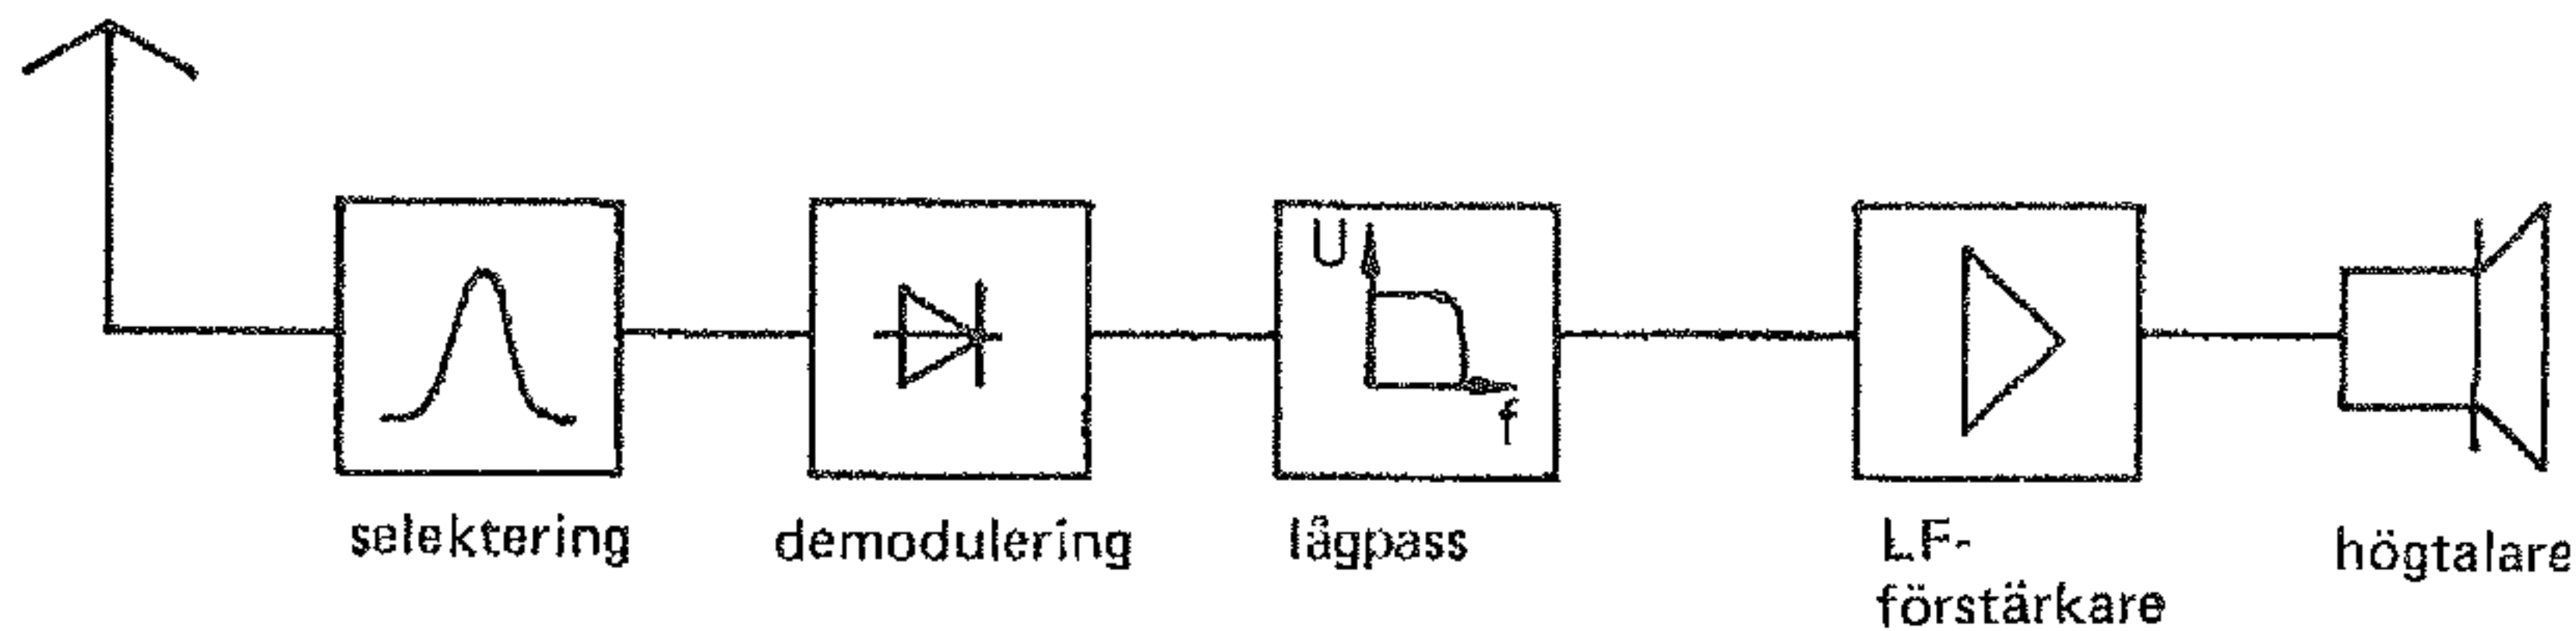 U
f
selektering
demodulering
lågpass
LF-
förstärkare
högtalare